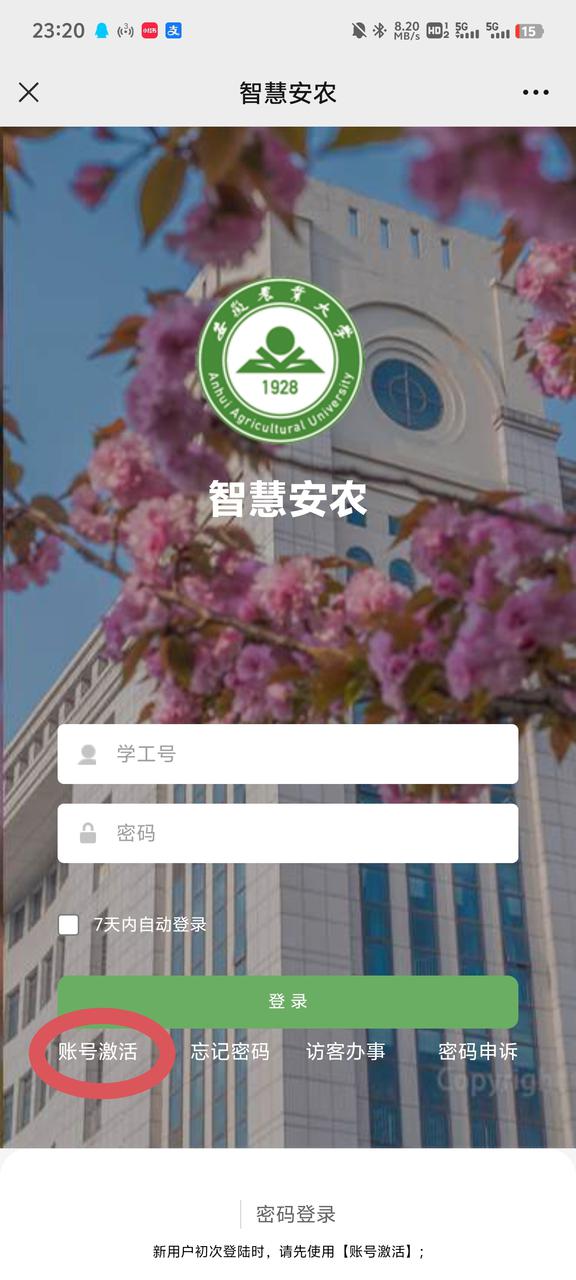 23:20
8.20 MB/s HD 1 2 5G 5G 15
智慧安农
安徽农业大学
1928
Anhui Agricultural University
智慧安农
学工号
密码
7天内自动登录
登录
账号激活 忘记密码 访客办事 密码申诉
Copyrigh
密码登录
新用户初次登陆时，请先使用【账号激活】；